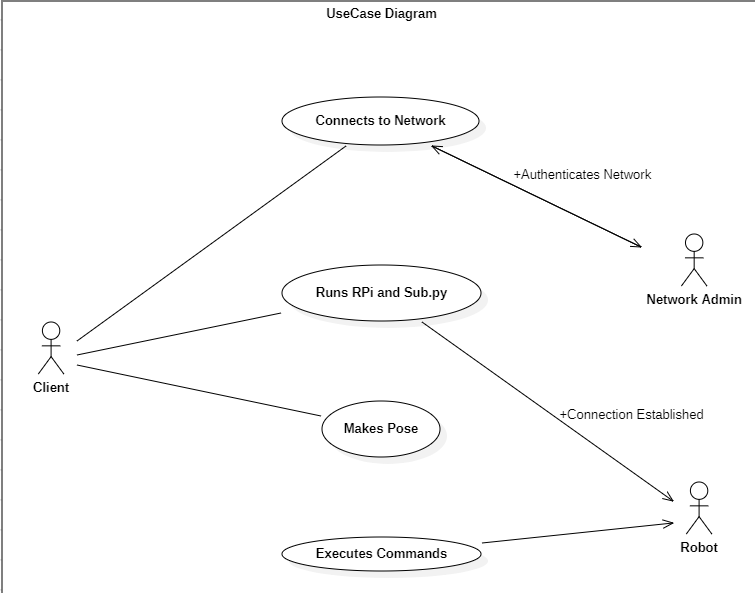 UseCase Diagram
Connects to Network
+Authenticates Network
Network Admin
Runs RPi and Sub.py
Client
+Connection Established
Makes Pose
Executes Commands
Robot